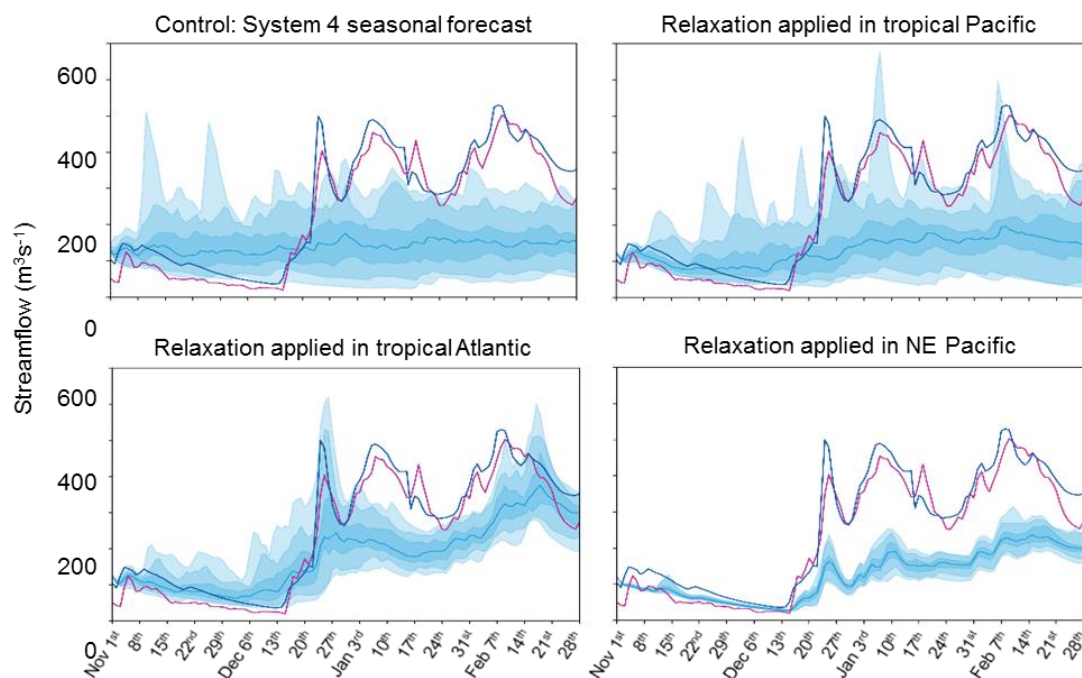 Control: System 4 seasonal forecast
Relaxation applied in tropical Pacific
600
400
200
0
Relaxation applied in tropical Atlantic
Relaxation applied in NE Pacific
600
400
200
0
Streamflow (m³s⁻¹)
Nov 1st 8th 15th 22nd 29th Dec 6th 13th 20th 27th Jan 3rd 10th 17th 24th 31st Feb 7th 14th 21st 28th
Nov 1st 8th 15th 22nd 29th Dec 6th 13th 20th 27th Jan 3rd 10th 17th 24th 31st Feb 7th 14th 21st 28th